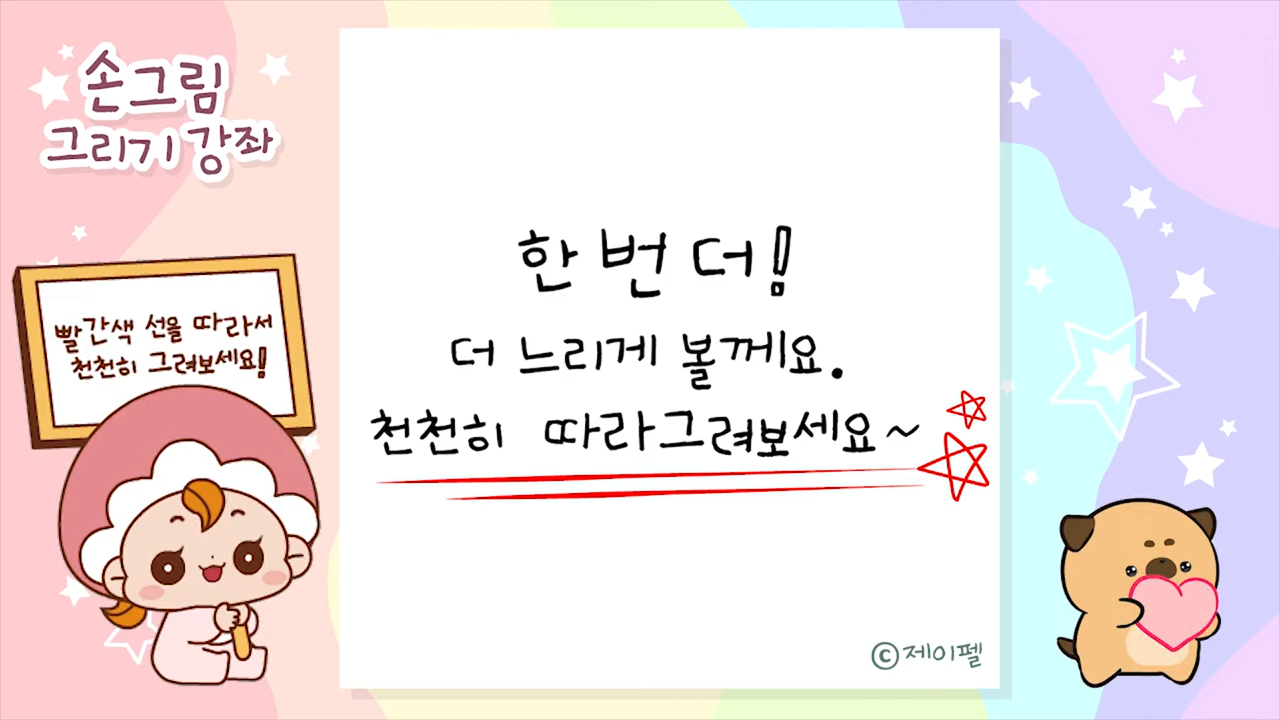 손그림
그리기 강좌
빨간색 선을 따라서
천천히 그려보세요!
한 번 더!
더 느리게 볼께요.
천천히 따라그려보세요~
ⓒ제이펠